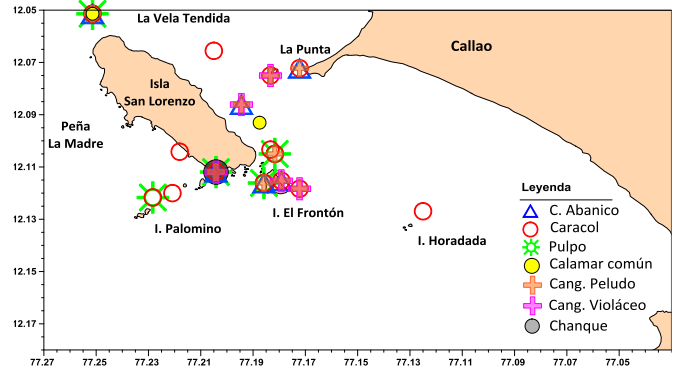 12.05
La Vela Tendida
La Punta
Callao
12.07
Isla
San Lorenzo
12.09
Peña
La Madre
12.11
I. Palomino
I. El Frontón
I. Horadada
12.13
12.15
12.17
Leyenda
C. Abanico
Caracol
Pulpo
Calamar común
Cang. Peludo
Cang. Violáceo
Chanque
77.27 77.25 77.23 77.21 77.19 77.17 77.15 77.13 77.11 77.09 77.07 77.05